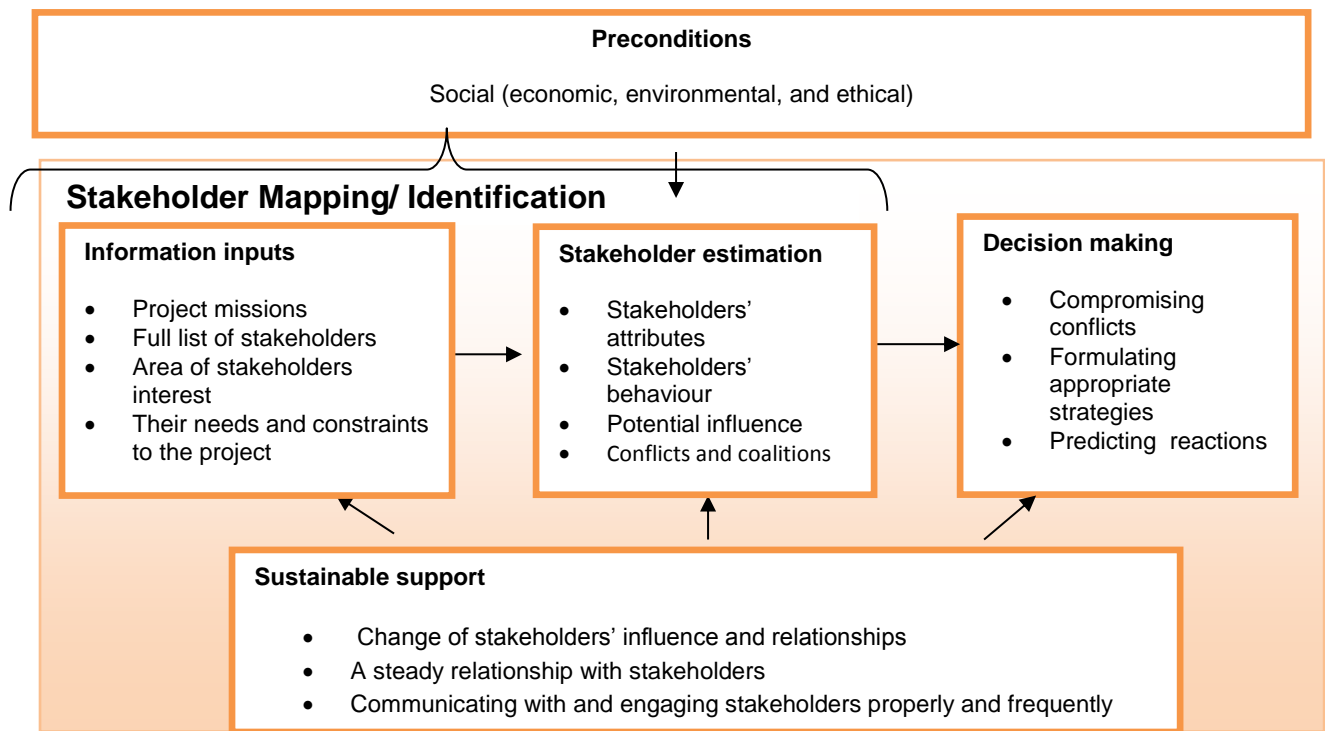 Preconditions
Social (economic, environmental, and ethical)
Stakeholder Mapping/ Identification
Information inputs
• Project missions
• Full list of stakeholders
• Area of stakeholders
interest
• Their needs and constraints
to the project
Stakeholder estimation
• Stakeholders’
attributes
• Stakeholders’
behaviour
• Potential influence
• Conflicts and coalitions
Decision making
• Compromising
conflicts
• Formulating
appropriate
strategies
• Predicting reactions
Sustainable support
• Change of stakeholders’ influence and relationships
• A steady relationship with stakeholders
• Communicating with and engaging stakeholders properly and frequently